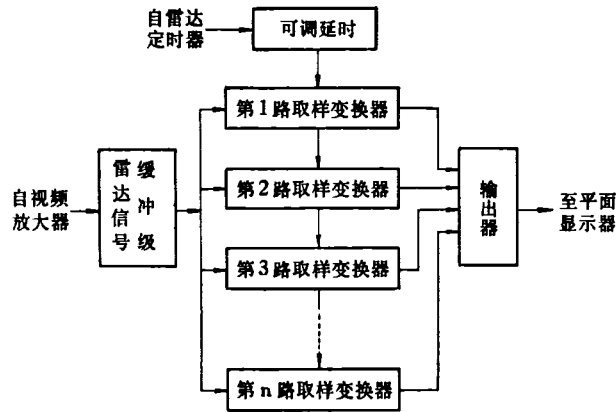 自雷达
定时器
可调延时
第1路取样变换器
自视频
放大器
雷达信号
缓冲级
第2路取样变换器
第3路取样变换器
第n路取样变换器
输出器
至平面
显示器